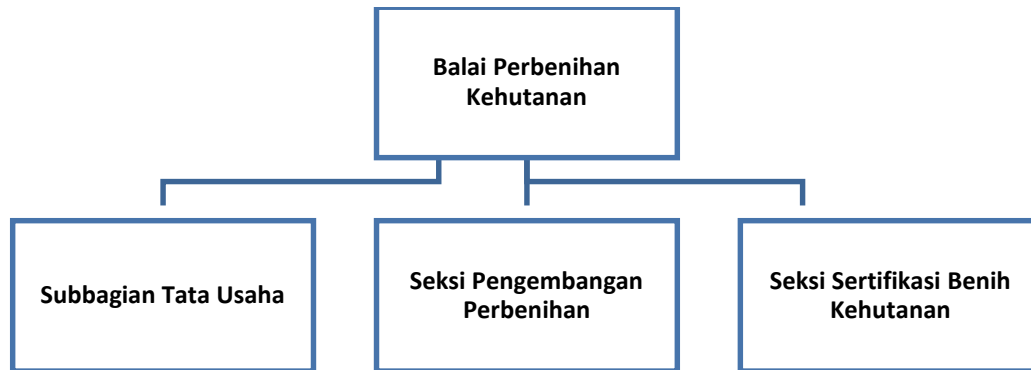 Balai Perbenihan
Kehutanan
Subbagian Tata Usaha
Seksi Pengembangan
Perbenihan
Seksi Sertifikasi Benih
Kehutanan